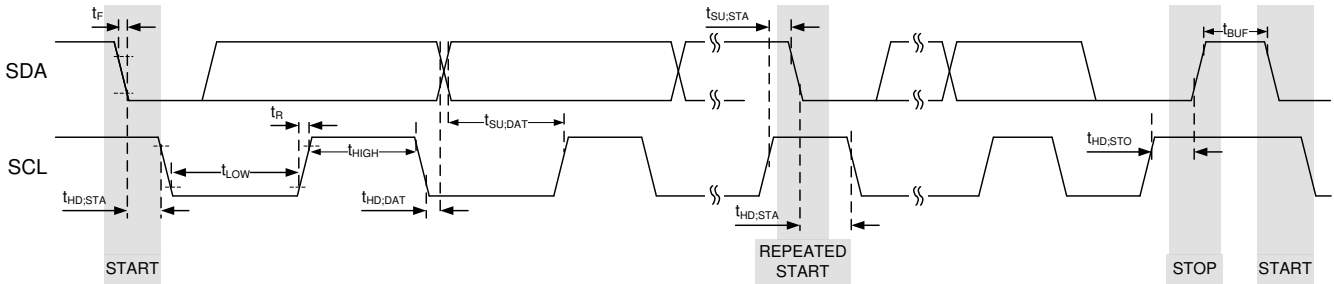 tF
tSU;STA
tBUF
SDA
tR
tSU;DAT
tHIGH
tHD;STO
SCL
tLOW
tHD;STA
tHD;DAT
tHD;STA
START
REPEATED
START
STOP
START